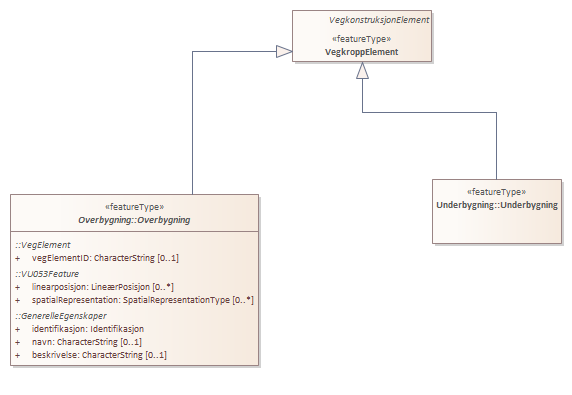 VegkonstruksjonElement
«featureType»
VegkroppElement
«featureType»
Overbygning::Overbygning
::VegElement
+ vegElementID: CharacterString [0..1]
::VU053Feature
+ linearposisjon: LineærPosisjon [0..*]
+ spatialRepresentation: SpatialRepresentationType [0..*]
::GenerelleEgenskaper
+ identifikasjon: Identifikasjon
+ navn: CharacterString [0..1]
+ beskrivelse: CharacterString [0..1]
«featureType»
Underbygning::Underbygning